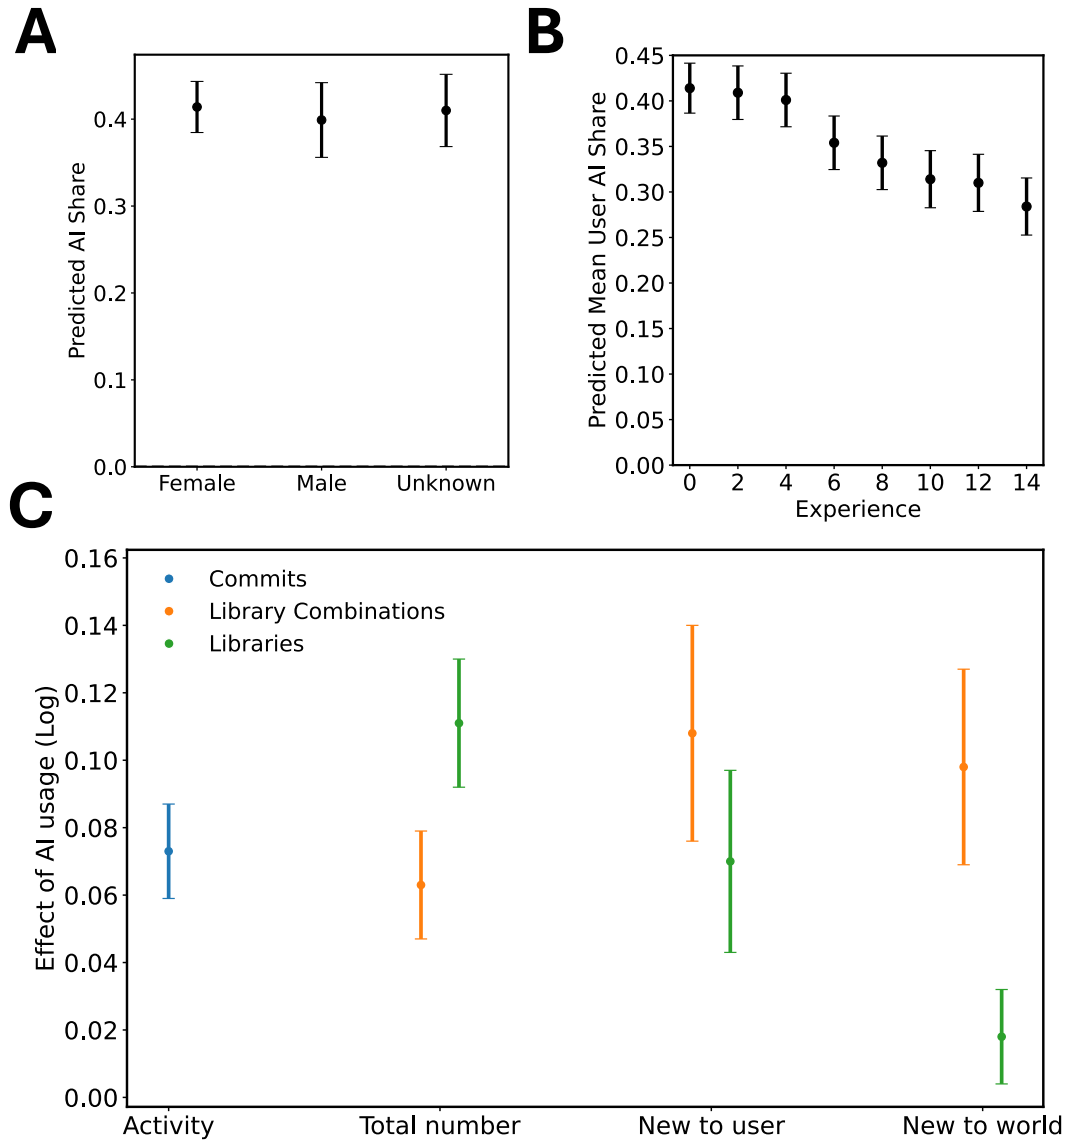 A
Predicted AI Share
0.4
0.3
0.2
0.1
0.0
Female Male Unknown
B
Predicted Mean User AI Share
0.45
0.40
0.35
0.30
0.25
0.20
0.15
0.10
0.05
0.00
0 2 4 6 8 10 12 14
Experience
C
Effect of AI usage (Log)
0.16
0.14
0.12
0.10
0.08
0.06
0.04
0.02
0.00
Commits
Library Combinations
Libraries
Activity Total number New to user New to world